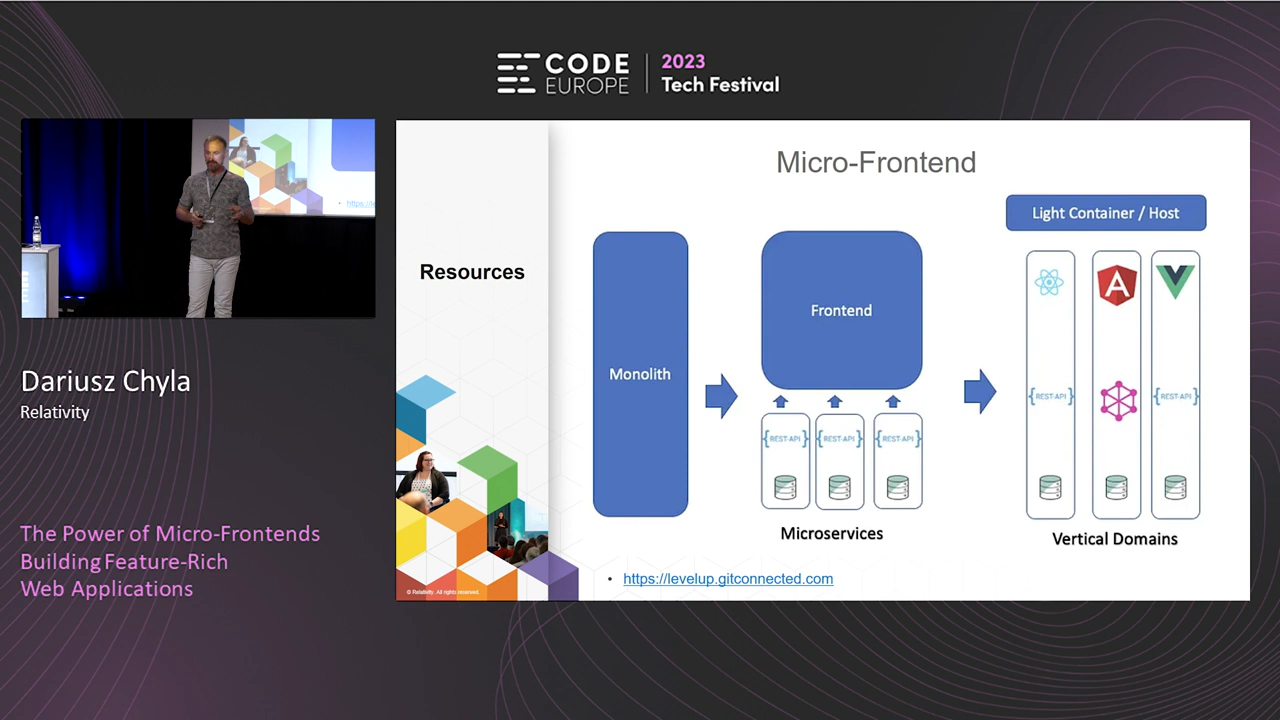 CODE
EUROPE
2023
Tech Festival
Dariusz Chyla
Relativity
The Power of Micro-Frontends
Building Feature-Rich
Web Applications
Resources
© Relativity. All rights reserved.
Micro-Frontend
Monolith
Frontend
{REST-API}
{REST-API}
{REST-API}
Microservices
Light Container / Host
A
{REST-API}
{REST-API}
Vertical Domains
• https://levelup.gitconnected.com